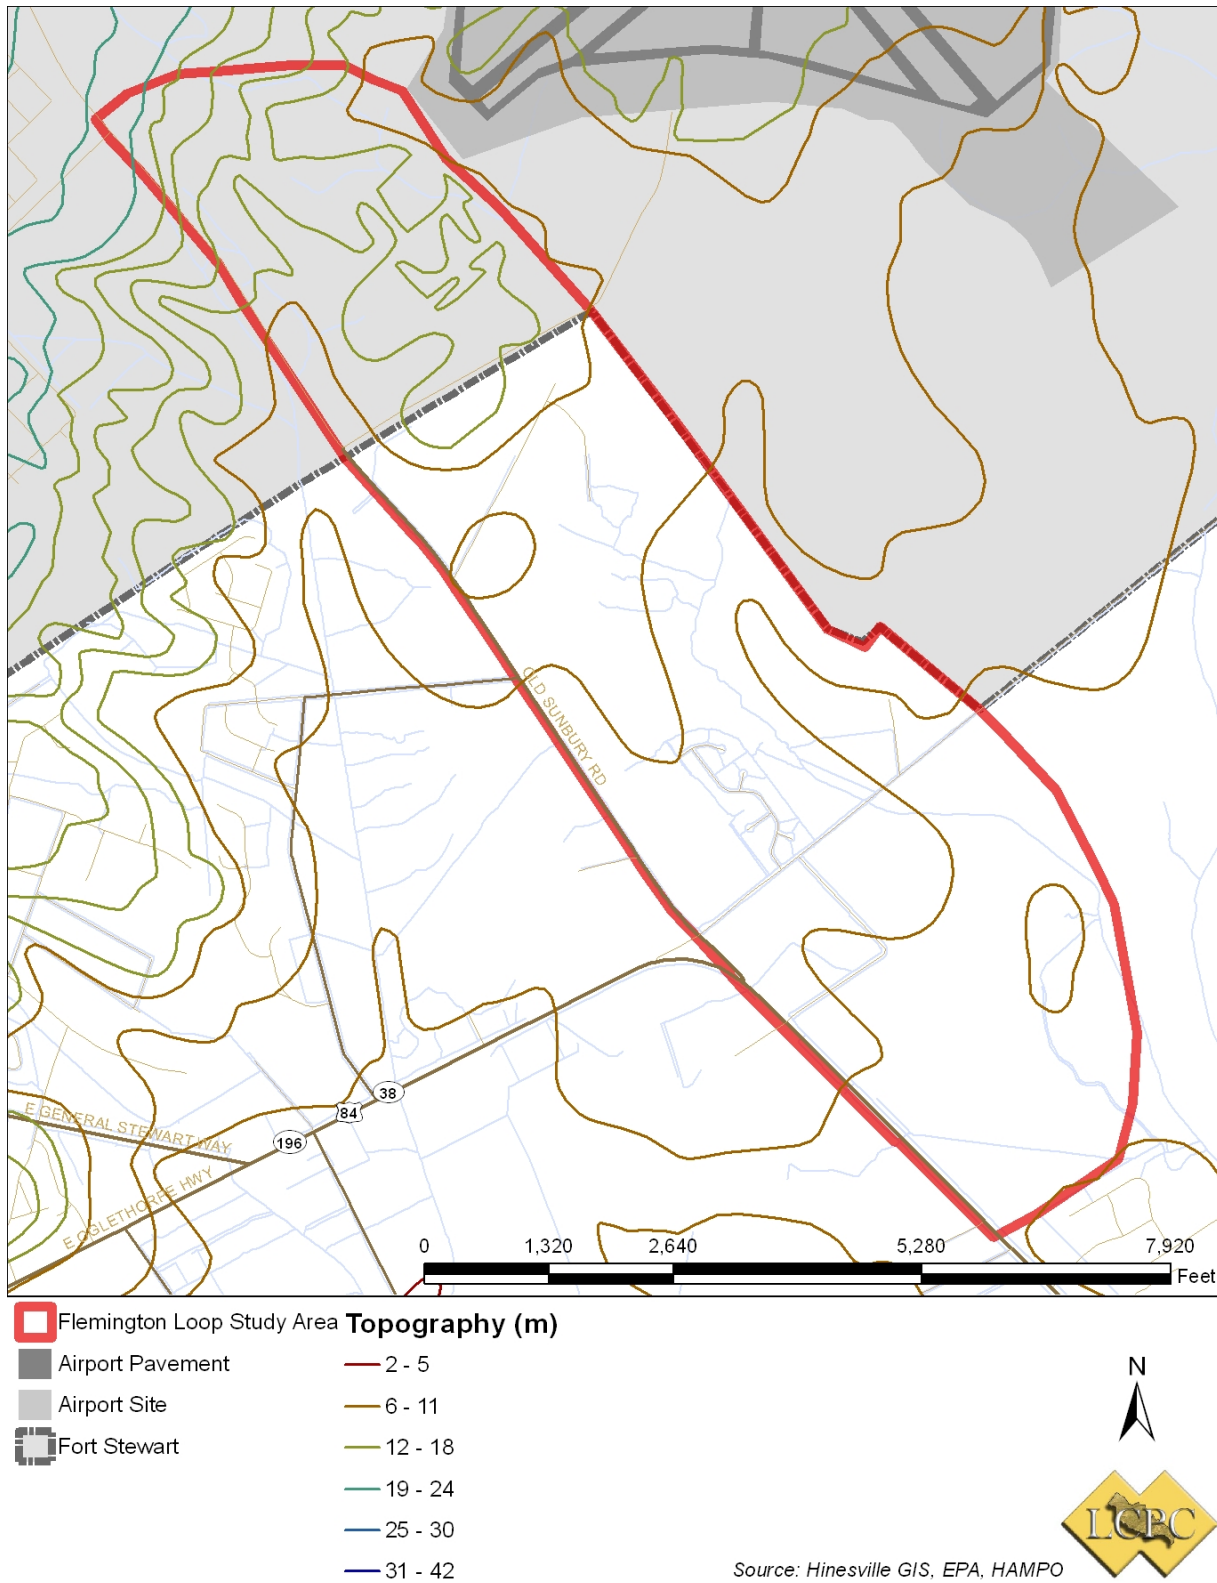 OLD SUNBURY RD
38
84
196
E GENERAL STEWART WAY
E OGLETHORPE HWY
0 1,320 2,640 5,280 7,920
Feet
Flemington Loop Study Area
Airport Pavement
Airport Site
Fort Stewart
Topography (m)
2 - 5
6 - 11
12 - 18
19 - 24
25 - 30
31 - 42
N
LCPC
Source: Hinesville GIS, EPA, HAMPO